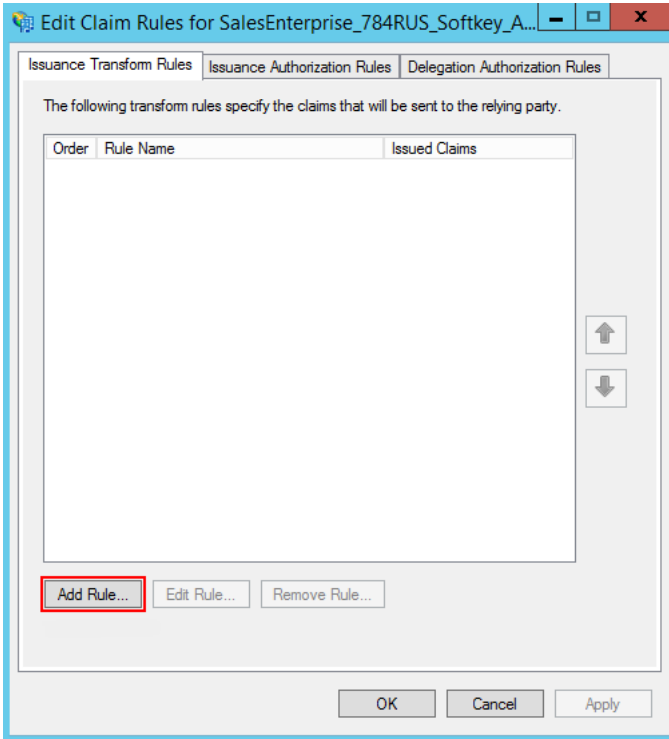 Edit Claim Rules for SalesEnterprise_784RUS_Softkey_A...
Issuance Transform Rules Issuance Authorization Rules Delegation Authorization Rules
The following transform rules specify the claims that will be sent to the relying party.
Order Rule Name Issued Claims
Add Rule... Edit Rule... Remove Rule...
OK Cancel Apply